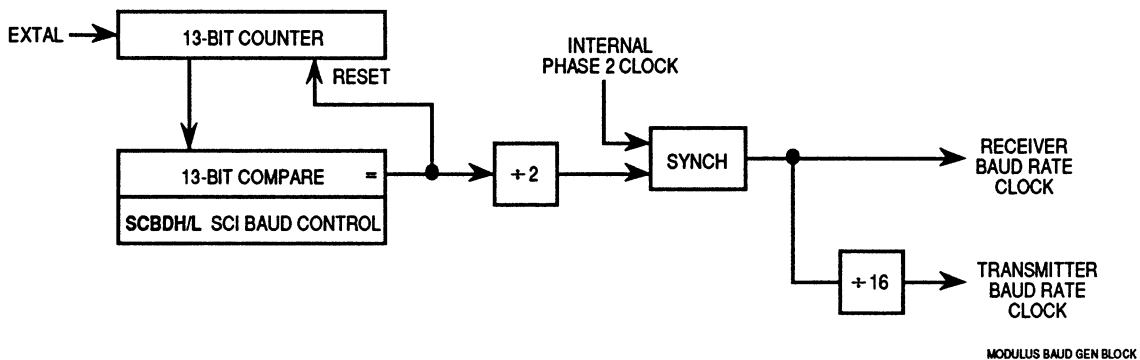 EXTAL
13-BIT COUNTER
RESET
INTERNAL
PHASE 2 CLOCK
13-BIT COMPARE =
SCBDH/L SCI BAUD CONTROL
÷2
SYNCH
RECEIVER
BAUD RATE
CLOCK
÷16
TRANSMITTER
BAUD RATE
CLOCK
MODULUS BAUD GEN BLOCK